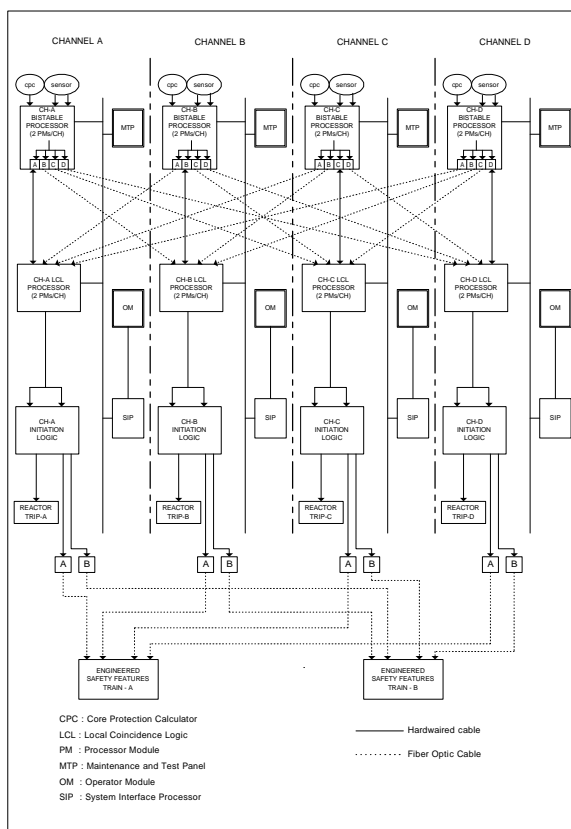 CHANNEL A
CHANNEL B
CHANNEL C
CHANNEL D
cpc
sensor
cpc
sensor
cpc
sensor
cpc
sensor
CH-A
BISTABLE
PROCESSOR
(2 PMs/CH)
A B C D
MTP
CH-B
BISTABLE
PROCESSOR
(2 PMs/CH)
A B C D
MTP
CH-C
BISTABLE
PROCESSOR
(2 PMs/CH)
A B C D
MTP
CH-D
BISTABLE
PROCESSOR
(2 PMs/CH)
A B C D
MTP
CH-A LCL
PROCESSOR
(2 PMs/CH)
OM
CH-B LCL
PROCESSOR
(2 PMs/CH)
OM
CH-C LCL
PROCESSOR
(2 PMs/CH)
OM
CH-D LCL
PROCESSOR
(2 PMs/CH)
OM
CH-A
INITIATION
LOGIC
SIP
CH-B
INITIATION
LOGIC
SIP
CH-C
INITIATION
LOGIC
SIP
CH-D
INITIATION
LOGIC
SIP
REACTOR
TRIP-A
REACTOR
TRIP-B
REACTOR
TRIP-C
REACTOR
TRIP-D
A B
A B
A B
A B
ENGINEERED
SAFETY FEATURES
TRAIN - A
ENGINEERED
SAFETY FEATURES
TRAIN - B
CPC : Core Protection Calculator
LCL : Local Coincidence Logic
PM : Processor Module
MTP : Maintenance and Test Panel
OM : Operator Module
SIP : System Interface Processor
Hardwaired cable
Fiber Optic Cable